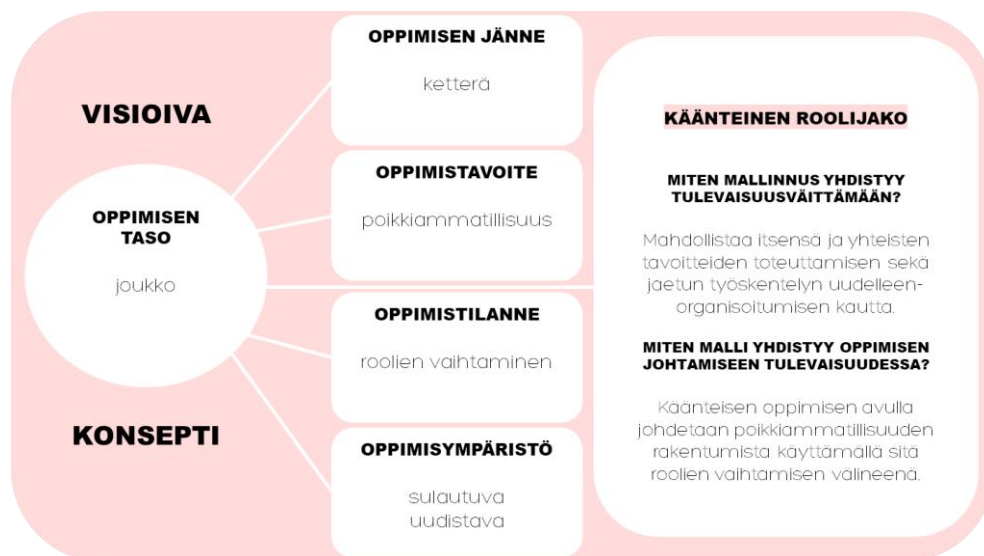 VISIOIVA
OPPIMISEN
TASO
joukko
KONSEPTI
OPPIMISEN JÄNNE
ketterä
OPPIMISTAVOITE
poikkiammatillisuus
OPPIMISTILANNE
roolien vaihtaminen
OPPIMISYMPÄRISTÖ
sulautuva
uudistava
KÄÄNTEINEN ROOLIJAKO
MITEN MALLINNUS YHDISTYY
TULEVAISUUSVÄITTÄMÄÄN?
Mahdollistaa itsensä ja yhteisten
tavoitteiden toteuttamisen sekä
jaetun työskentelyn uudelleen-
organisoitumisen kautta.
MITEN MALLI YHDISTYY OPPIMISEN
JOHTAMISEEN TULEVAISUUDESSA?
Käänteisen oppimisen avulla
johdetaan poikkiammatillisuuden
rakentumista käyttämällä sitä
roolien vaihtamisen välineenä.